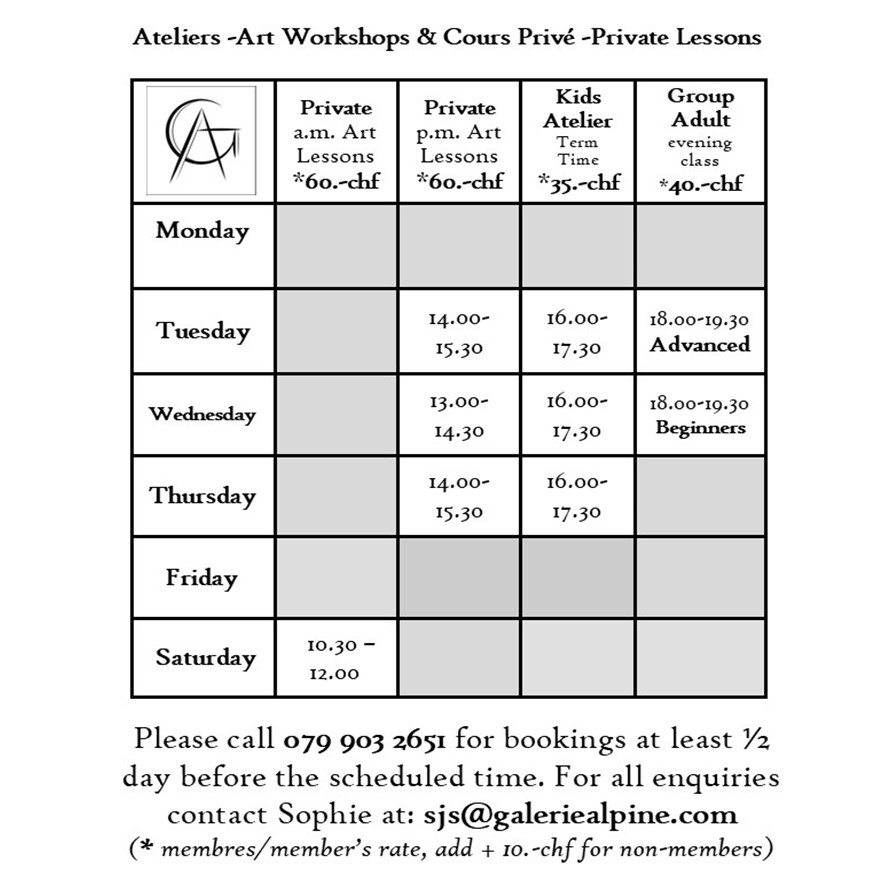 Ateliers -Art Workshops & Cours Privé -Private Lessons
Private
a.m. Art
Lessons
*60.-chf
Private
p.m. Art
Lessons
*60.-chf
Kids
Atelier
Term
Time
*35.-chf
Group
Adult
evening
class
*40.-chf
Monday
Tuesday
14.00-
15.30
16.00-
17.30
18.00-19.30
Advanced
Wednesday
13.00-
14.30
16.00-
17.30
18.00-19.30
Beginners
Thursday
14.00-
15.30
16.00-
17.30
Friday
Saturday
10.30 –
12.00
Please call 079 903 2651 for bookings at least ½
day before the scheduled time. For all enquiries
contact Sophie at: sjs@galeriealpine.com
(* membres/member's rate, add + 10.-chf for non-members)